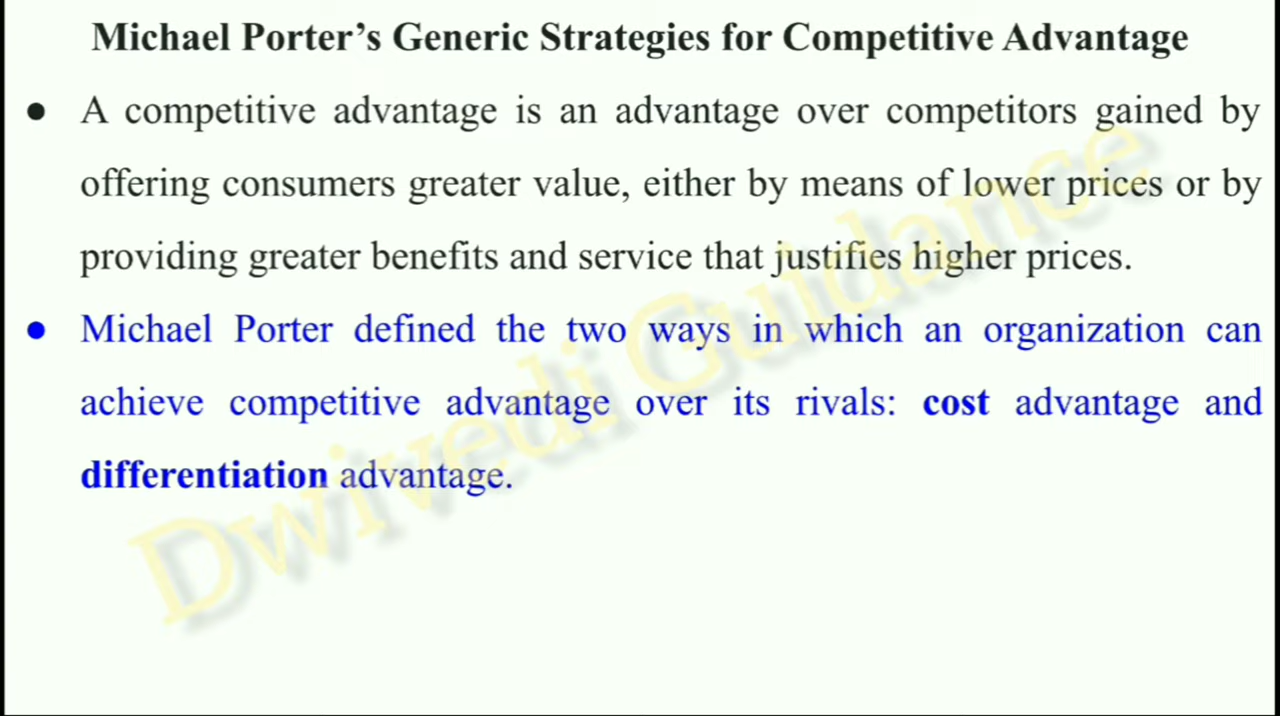 Michael Porter’s Generic Strategies for Competitive Advantage
● A competitive advantage is an advantage over competitors gained by
offering consumers greater value, either by means of lower prices or by
providing greater benefits and service that justifies higher prices.
● Michael Porter defined the two ways in which an organization can
achieve competitive advantage over its rivals: cost advantage and
differentiation advantage.
Dwivedi Guidance